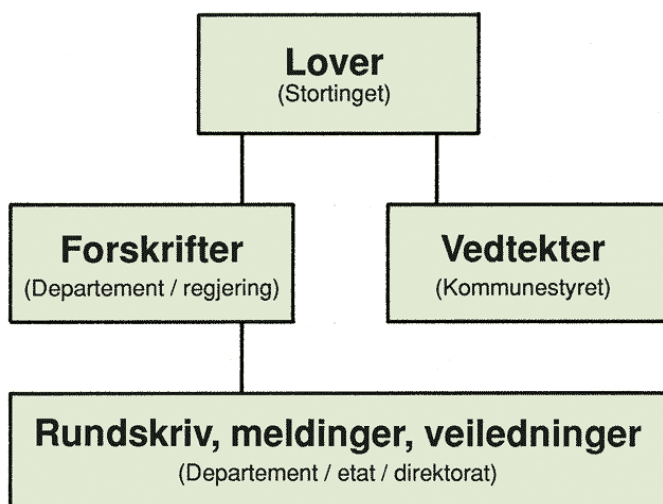 Lover
(Stortinget)
Forskrifter
(Departement / regjering)
Vedtekter
(Kommunestyret)
Rundskriv, meldinger, veiledninger
(Departement / etat / direktorat)